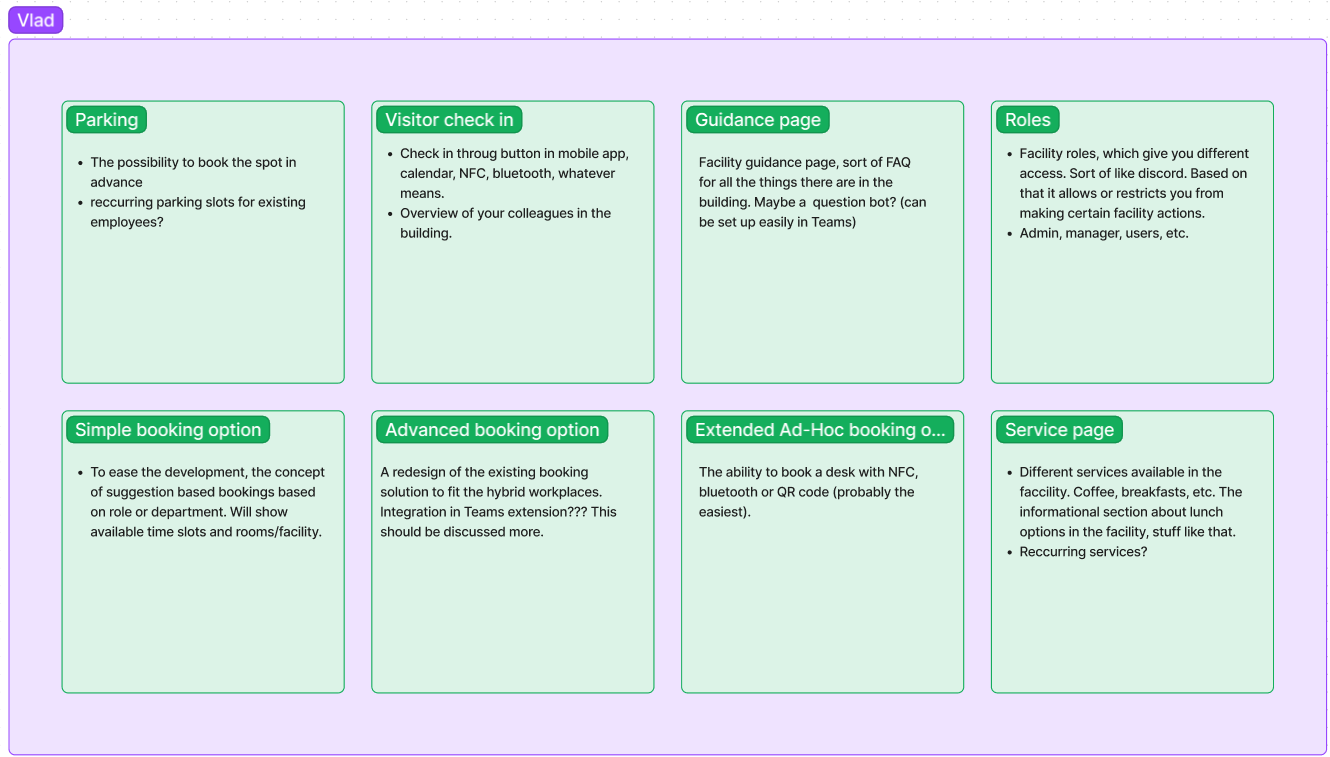 Vlad
Parking
• The possibility to book the spot in
advance
• reccurring parking slots for existing
employees?
Visitor check in
• Check in throug button in mobile app,
calendar, NFC, bluetooth, whatever
means.
• Overview of your colleagues in the
building.
Guidance page
Facility guidance page, sort of FAQ
for all the things there are in the
building. Maybe a  question bot? (can
be set up easily in Teams)
Roles
• Facility roles, which give you different
access. Sort of like discord. Based on
that it allows or restricts you from
making certain facility actions.
• Admin, manager, users, etc.
Simple booking option
• To ease the development, the concept
of suggestion based bookings based
on role or department. Will show
available time slots and rooms/facility.
Advanced booking option
A redesign of the existing booking
solution to fit the hybrid workplaces.
Integration in Teams extension??? This
should be discussed more.
Extended Ad-Hoc booking o...
The ability to book a desk with NFC,
bluetooth or QR code (probably the
easiest).
Service page
• Different services available in the
faccility. Coffee, breakfasts, etc. The
informational section about lunch
options in the facility, stuff like that.
• Reccurring services?